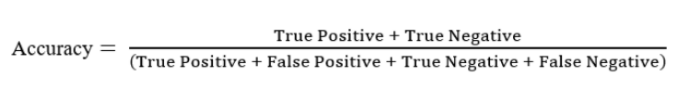 True Positive + True Negative
Accuracy =
(True Positive + False Positive + True Negative + False Negative)